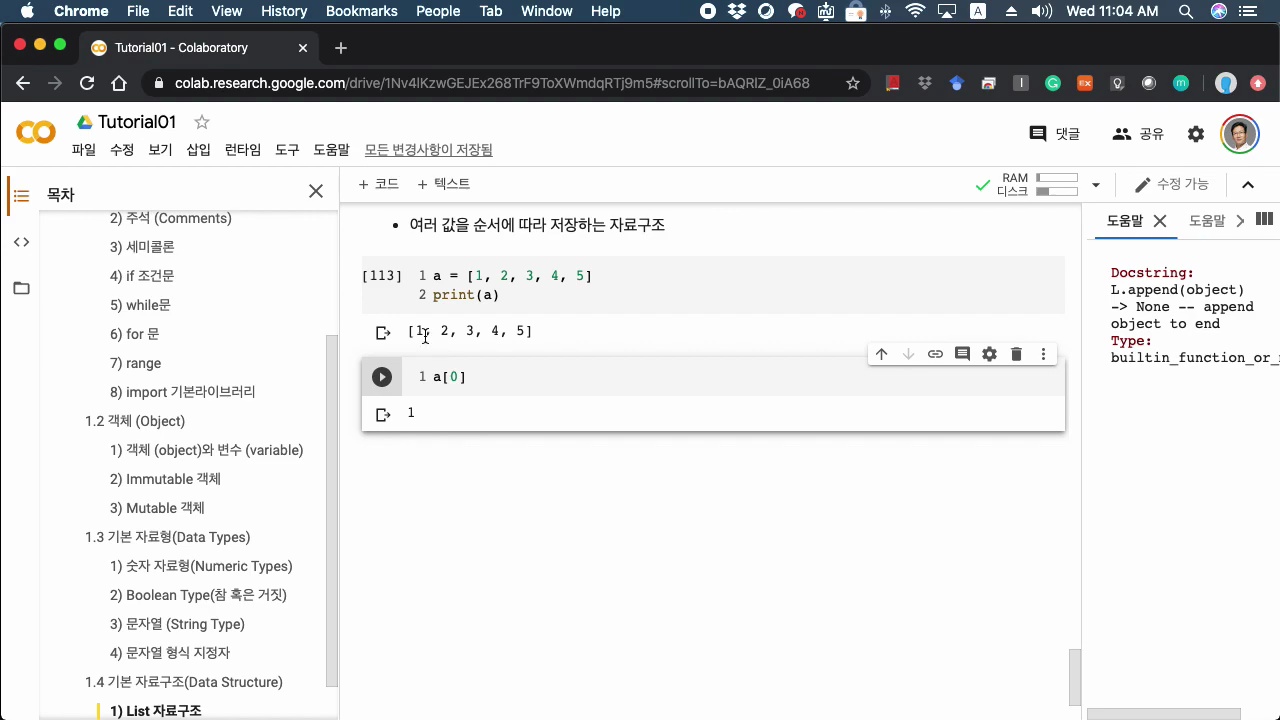 Chrome File Edit View History Bookmarks People Tab Window Help
A
Wed 11:04 AM
Tutorial01 - Colaboratory
colab.research.google.com/drive/1Nv4lKzwGEJEx268TrF9ToXWmdqRTj9m5#scrollTo=bAQRlZ_0iA68
Tutorial01
댓글
공유
파일 수정 보기 삽입 런타임 도구 도움말 모든 변경사항이 저장됨
목차
+ 코드 + 텍스트
RAM
디스크
수정 가능
2) 주석 (Comments)
3) 세미콜론
4) if 조건문
5) while문
6) for 문
7) range
8) import 기본라이브러리
1.2 객체 (Object)
1) 객체 (object)와 변수 (variable)
2) Immutable 객체
3) Mutable 객체
1.3 기본 자료형(Data Types)
1) 숫자 자료형(Numeric Types)
2) Boolean Type(참 혹은 거짓)
3) 문자열 (String Type)
4) 문자열 형식 지정자
1.4 기본 자료구조(Data Structure)
1) List 자료구조
• 여러 값을 순서에 따라 저장하는 자료구조
[113] 1 a = [1, 2, 3, 4, 5]
2 print(a)
[1, 2, 3, 4, 5]
1 a[0]
1
도움말
도움말
Docstring:
L.append(object)
-> None -- append
object to end
Type:
builtin_function_or_